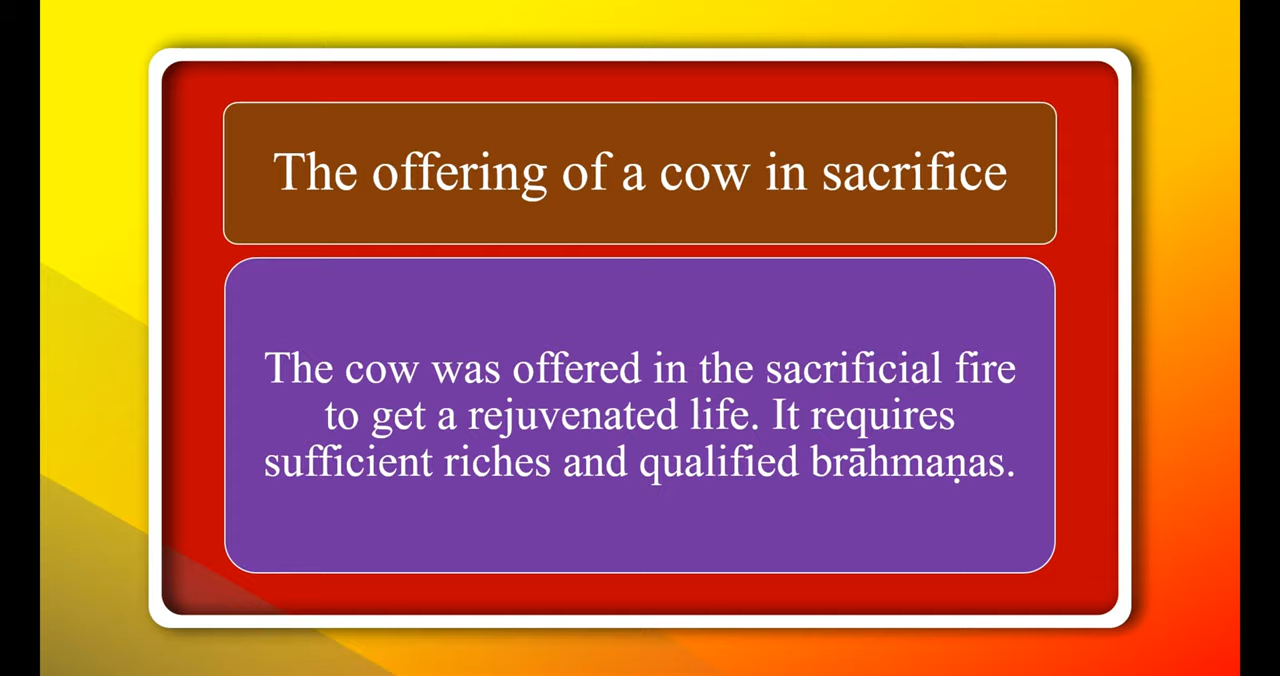 The offering of a cow in sacrifice
The cow was offered in the sacrificial fire
to get a rejuvenated life. It requires
sufficient riches and qualified brāhmaṇas.